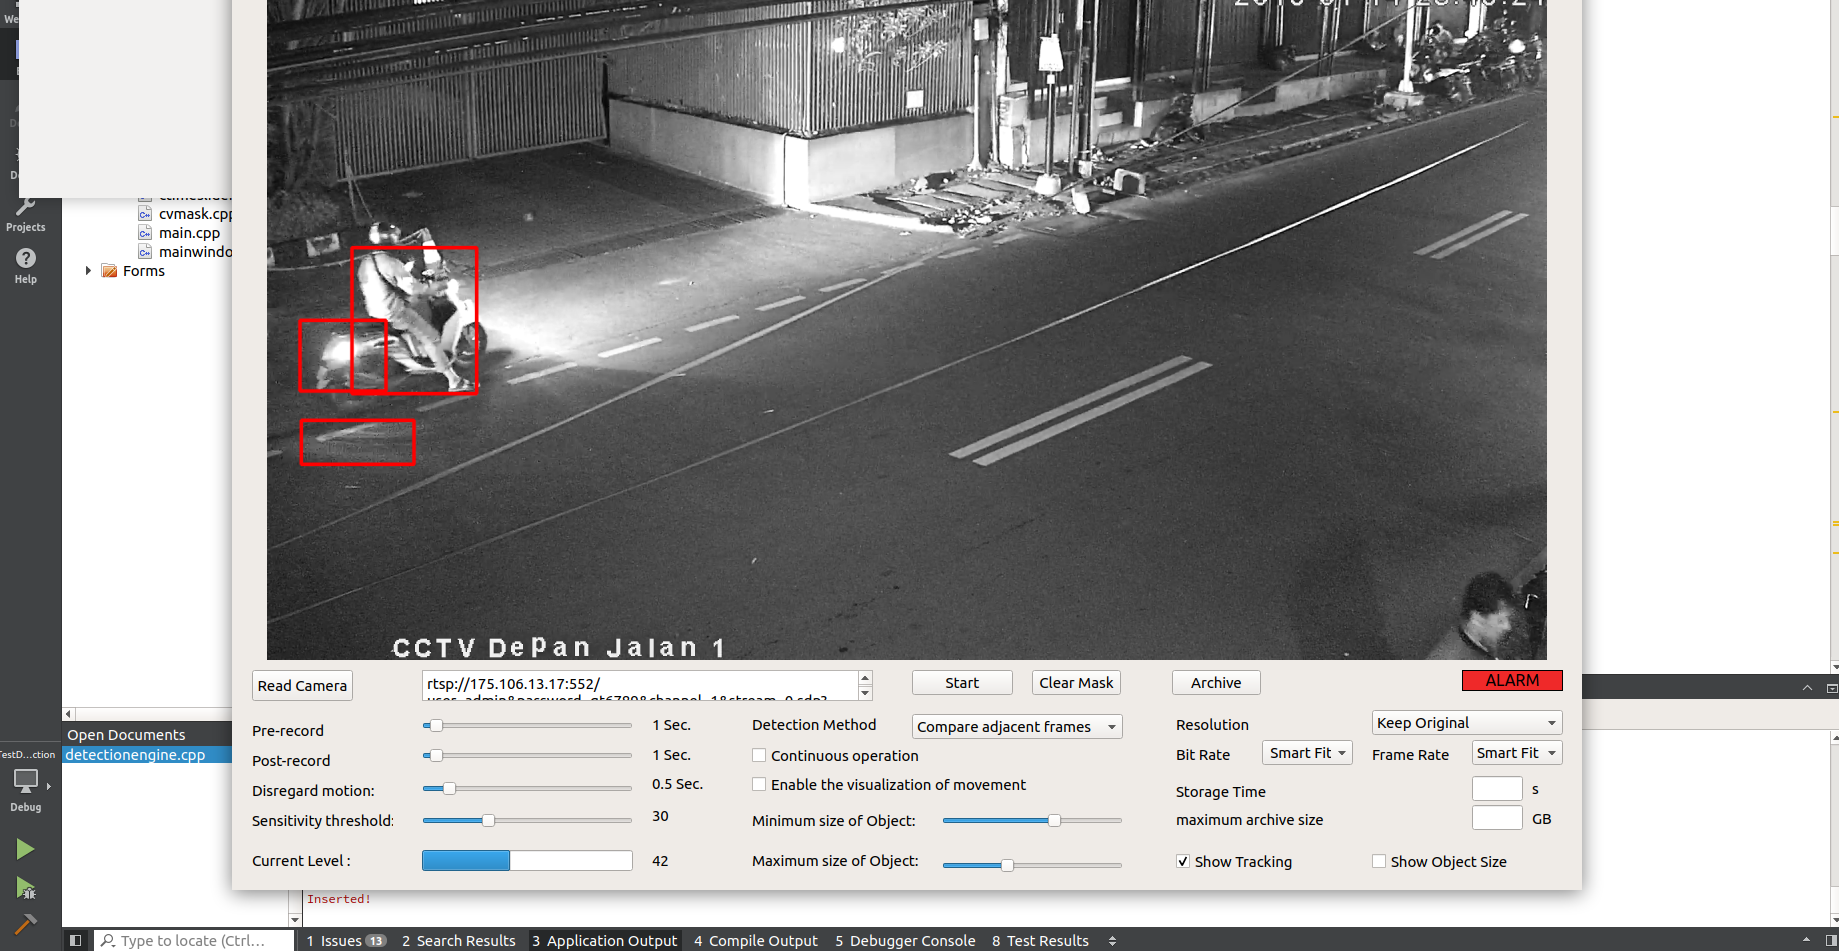 CCTV Depan Jalan 1
Projects
Help
cvmask.cpp
main.cpp
mainwindo
Forms
Read Camera
rtsp://175.106.13.17:552/
Start
Clear Mask
Archive
ALARM
Pre-record
1 Sec.
Detection Method
Compare adjacent frames
Resolution
Keep Original
Post-record
1 Sec.
Continuous operation
Bit Rate
Smart Fit
Frame Rate
Smart Fit
Disregard motion:
0.5 Sec.
Enable the visualization of movement
Storage Time
s
Sensitivity threshold:
30
Minimum size of Object:
maximum archive size
GB
Current Level :
42
Maximum size of Object:
Show Tracking
Show Object Size
Open Documents
detectionengine.cpp
TestD...ction
Debug
Inserted!
Type to locate (Ctrl...
1 Issues 13
2 Search Results
3 Application Output
4 Compile Output
5 Debugger Console
8 Test Results